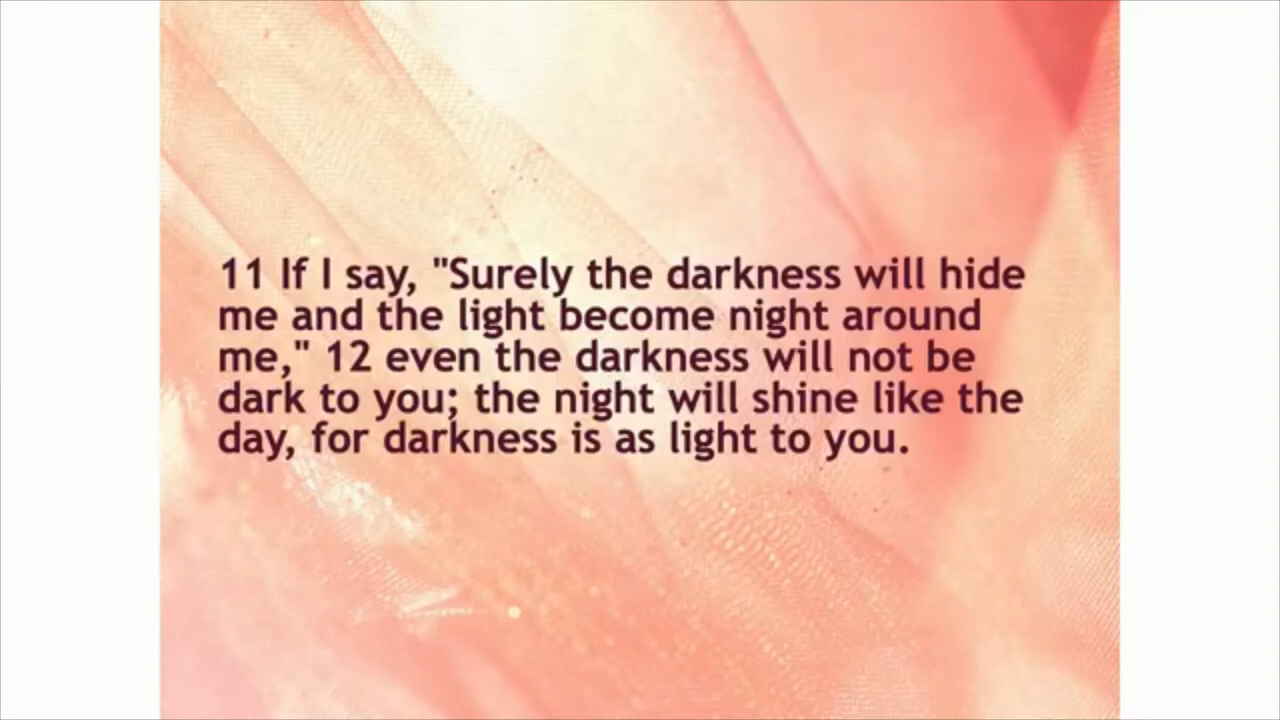 11 If I say, "Surely the darkness will hide
me and the light become night around
me," 12 even the darkness will not be
dark to you; the night will shine like the
day, for darkness is as light to you.